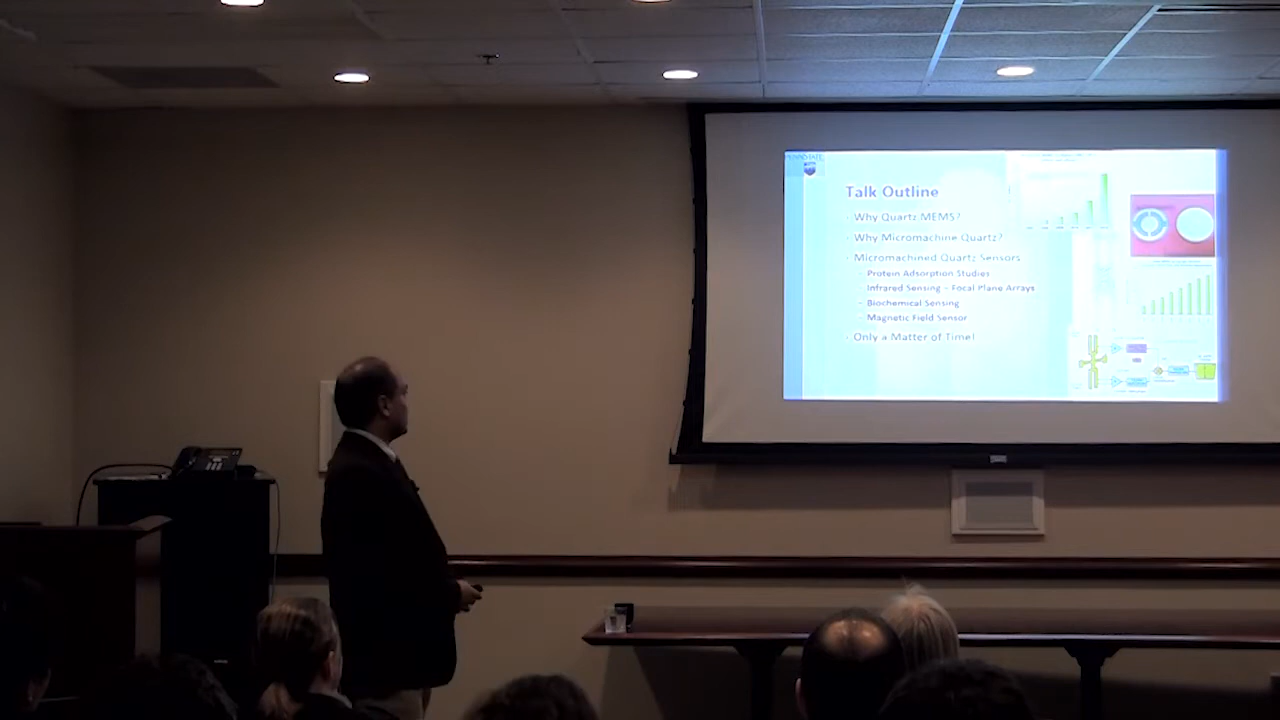 PENNSTATE
Talk Outline
Why Quartz MEMS?
Why Micromachine Quartz?
Micromachined Quartz Sensors
– Protein Adsorption Studies
– Infrared Sensing – Focal Plane Arrays
– Biochemical Sensing
– Magnetic Field Sensor
Only a Matter of Time!